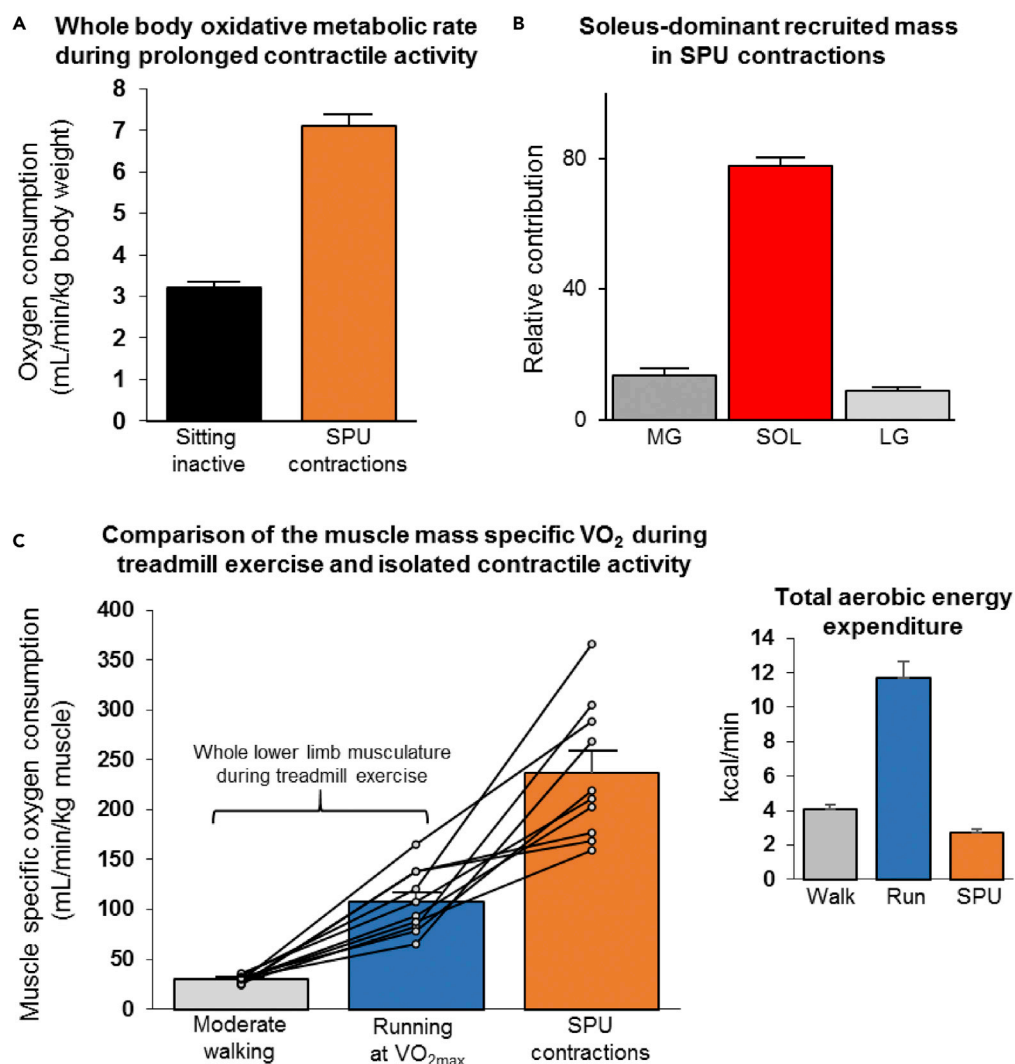 A
Whole body oxidative metabolic rate
during prolonged contractile activity
Oxygen consumption
(mL/min/kg body weight)
8
7
6
5
4
3
2
1
0
Sitting
inactive
SPU
contractions
B
Soleus-dominant recruited mass
in SPU contractions
Relative contribution
80
40
0
MG
SOL
LG
C
Comparison of the muscle mass specific VO2 during
treadmill exercise and isolated contractile activity
Muscle specific oxygen consumption
(mL/min/kg muscle)
400
350
300
250
200
150
100
50
0
Whole lower limb musculature
during treadmill exercise
Moderate
walking
Running
at VO2max
SPU
contractions
Total aerobic energy
expenditure
kcal/min
14
12
10
8
6
4
2
0
Walk
Run
SPU